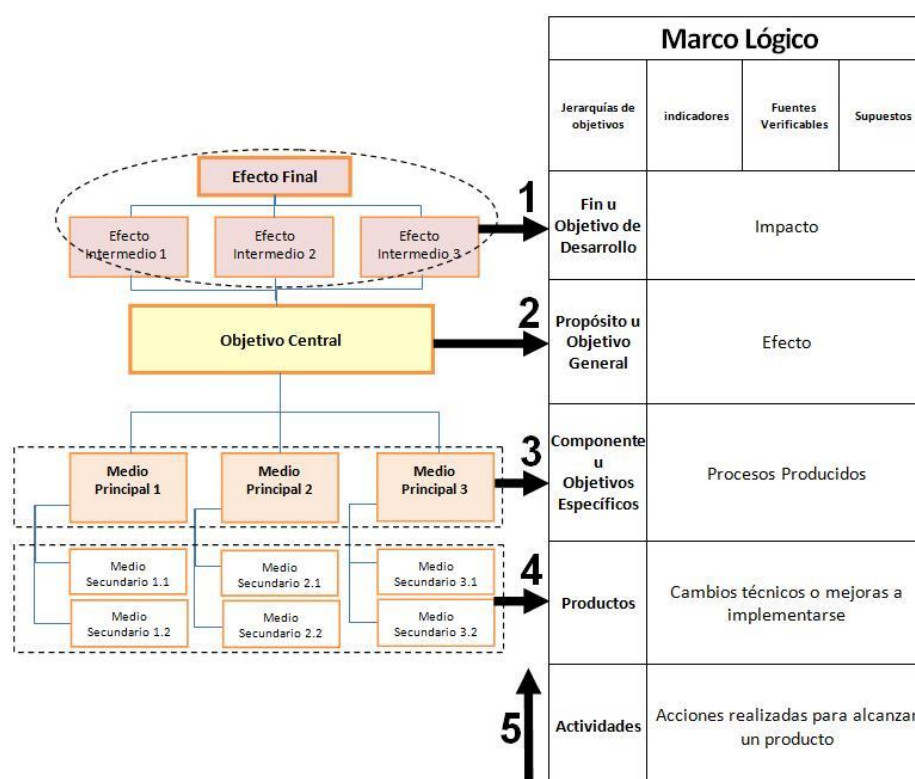 Marco Lógico
Jerarquías de
objetivos
indicadores
Fuentes
Verificables
Supuestos
Efecto Final
Efecto
Intermedio 1
Efecto
Intermedio 2
Efecto
Intermedio 3
1
Fin u
Objetivo de
Desarrollo
Impacto
Objetivo Central
2
Propósito u
Objetivo
General
Efecto
Medio
Principal 1
Medio
Principal 2
Medio
Principal 3
3
Componente
u
Objetivos
Específicos
Procesos Producidos
Medio
Secundario 1.1
Medio
Secundario 2.1
Medio
Secundario 3.1
Medio
Secundario 1.2
Medio
Secundario 2.2
Medio
Secundario 3.2
4
Productos
Cambios técnicos o mejoras a
implementarse
5
Actividades
Acciones realizadas para alcanzar
un producto